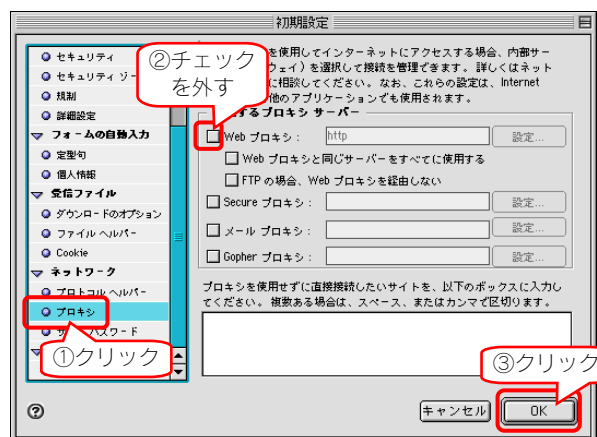 初期設定
セキュリティ
セキュリティ ゾー
規制
詳細設定
フォームの自動入力
定型句
個人情報
受信ファイル
ダウンロードのオプション
ファイル ヘルパー
Cookie
ネットワーク
プロトコル ヘルパー
プロキシ
パスワード
①クリック
②チェック
を外す
を使用してインターネットにアクセスする場合、内部サー
ウェイ）を選択して接続を管理できます。 詳しくはネット
に相談してください。 なお、これらの設定は、Internet
他のアプリケーションでも使用されます。
するプロキシ サーバー
Web プロキシ： http 設定...
Web プロキシと同じサーバーをすべてに使用する
FTP の場合、Web プロキシを経由しない
Secure プロキシ： 設定...
メール プロキシ： 設定...
Gopher プロキシ： 設定...
プロキシを使用せずに直接接続したいサイトを、以下のボックスに入力し
てください。 複数ある場合は、スペース、またはカンマで区切ります。
③クリック
?
キャンセル
OK